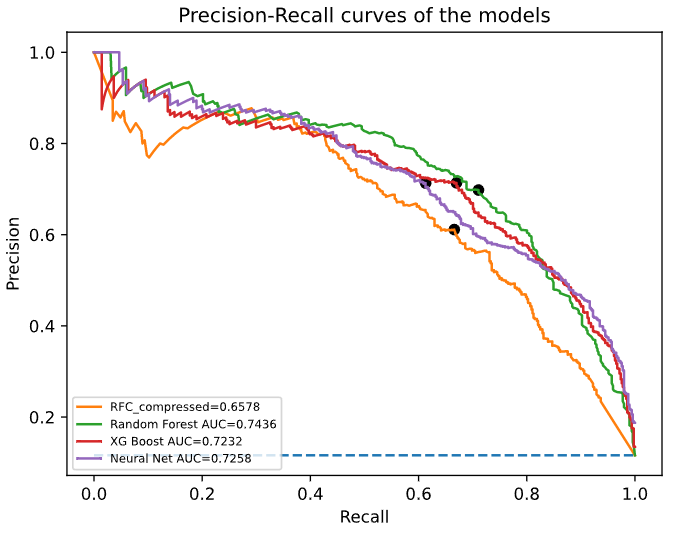 Precision-Recall curves of the models
Precision
1.0
0.8
0.6
0.4
0.2
RFC_compressed=0.6578
Random Forest AUC=0.7436
XG Boost AUC=0.7232
Neural Net AUC=0.7258
0.0 0.2 0.4 0.6 0.8 1.0
Recall